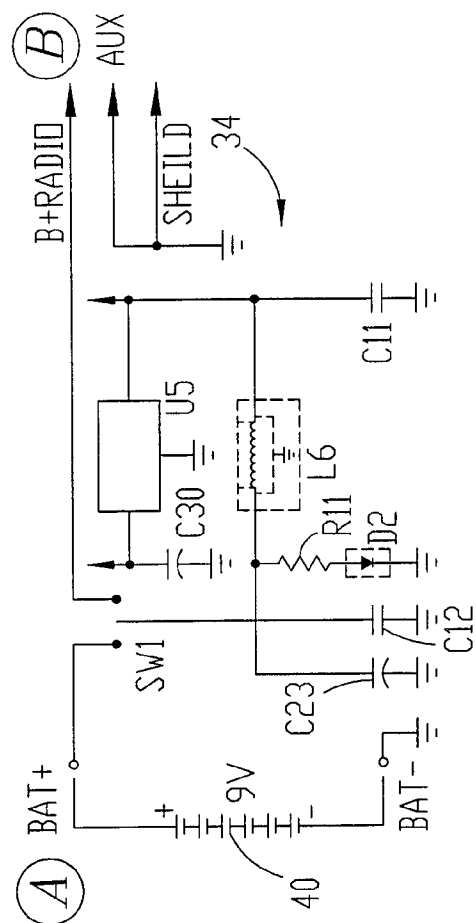 B
AUX
B+RADIO
SHEILD
34
U5
C30
C11
L6
R11
D2
C12
C23
SW1
BAT+
A
+
9V
-
40
BAT-